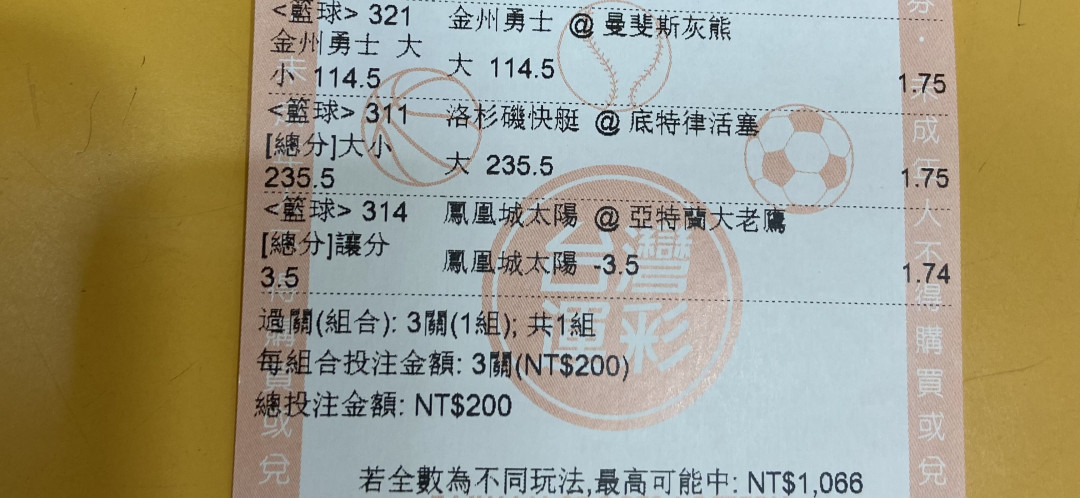 <籃球> 321 金州勇士 @ 曼斐斯灰熊
金州勇士 大
小 114.5 大 114.5 1.75
<籃球> 311 洛杉磯快艇 @ 底特律活塞
[總分]大小
235.5 大 235.5 1.75
<籃球> 314 鳳凰城太陽 @ 亞特蘭大老鷹
[總分]讓分
3.5 鳳凰城太陽 -3.5 1.74
過關(組合): 3關(1組); 共1組
每組合投注金額: 3關(NT$200)
總投注金額: NT$200
若全數為不同玩法,最高可能中: NT$1,066
台灣
運彩
券・未成年人不得購買或兌
未
得購買或兌